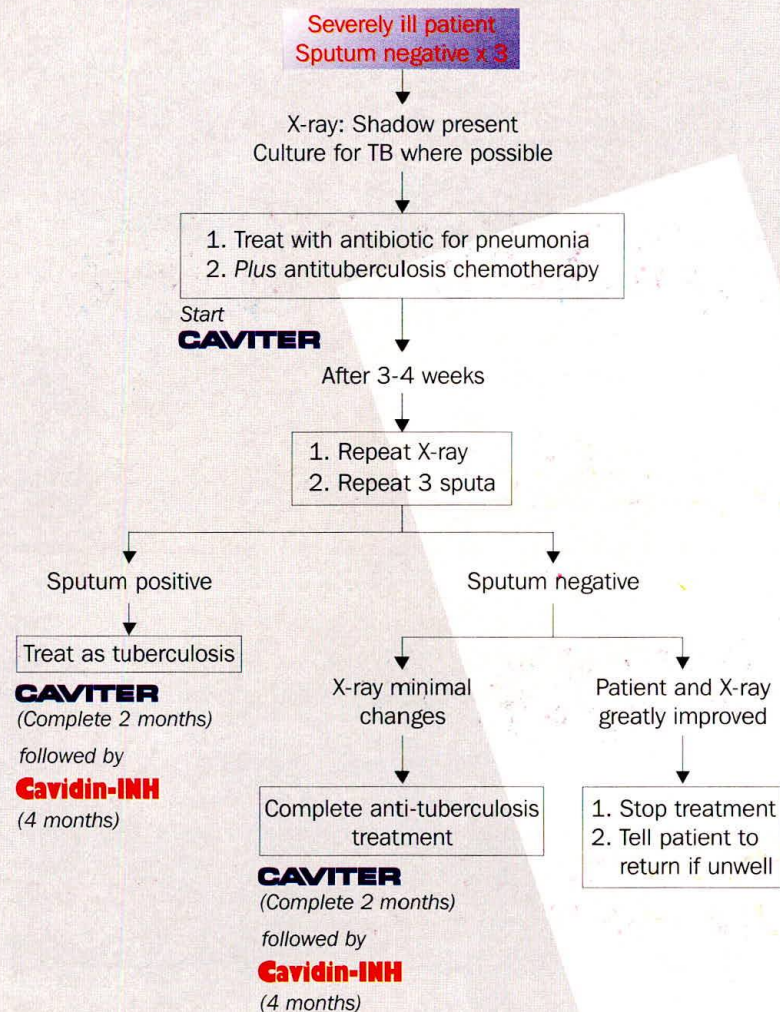 Severely ill patient
Sputum negative x 3
X-ray: Shadow present
Culture for TB where possible
1. Treat with antibiotic for pneumonia
2. Plus antituberculosis chemotherapy
Start
CAVITER
After 3-4 weeks
1. Repeat X-ray
2. Repeat 3 sputa
Sputum positive
Treat as tuberculosis
CAVITER
(Complete 2 months)
followed by
Cavidin-INH
(4 months)
Sputum negative
X-ray minimal
changes
Complete anti-tuberculosis
treatment
CAVITER
(Complete 2 months)
followed by
Cavidin-INH
(4 months)
Patient and X-ray
greatly improved
1. Stop treatment
2. Tell patient to
return if unwell